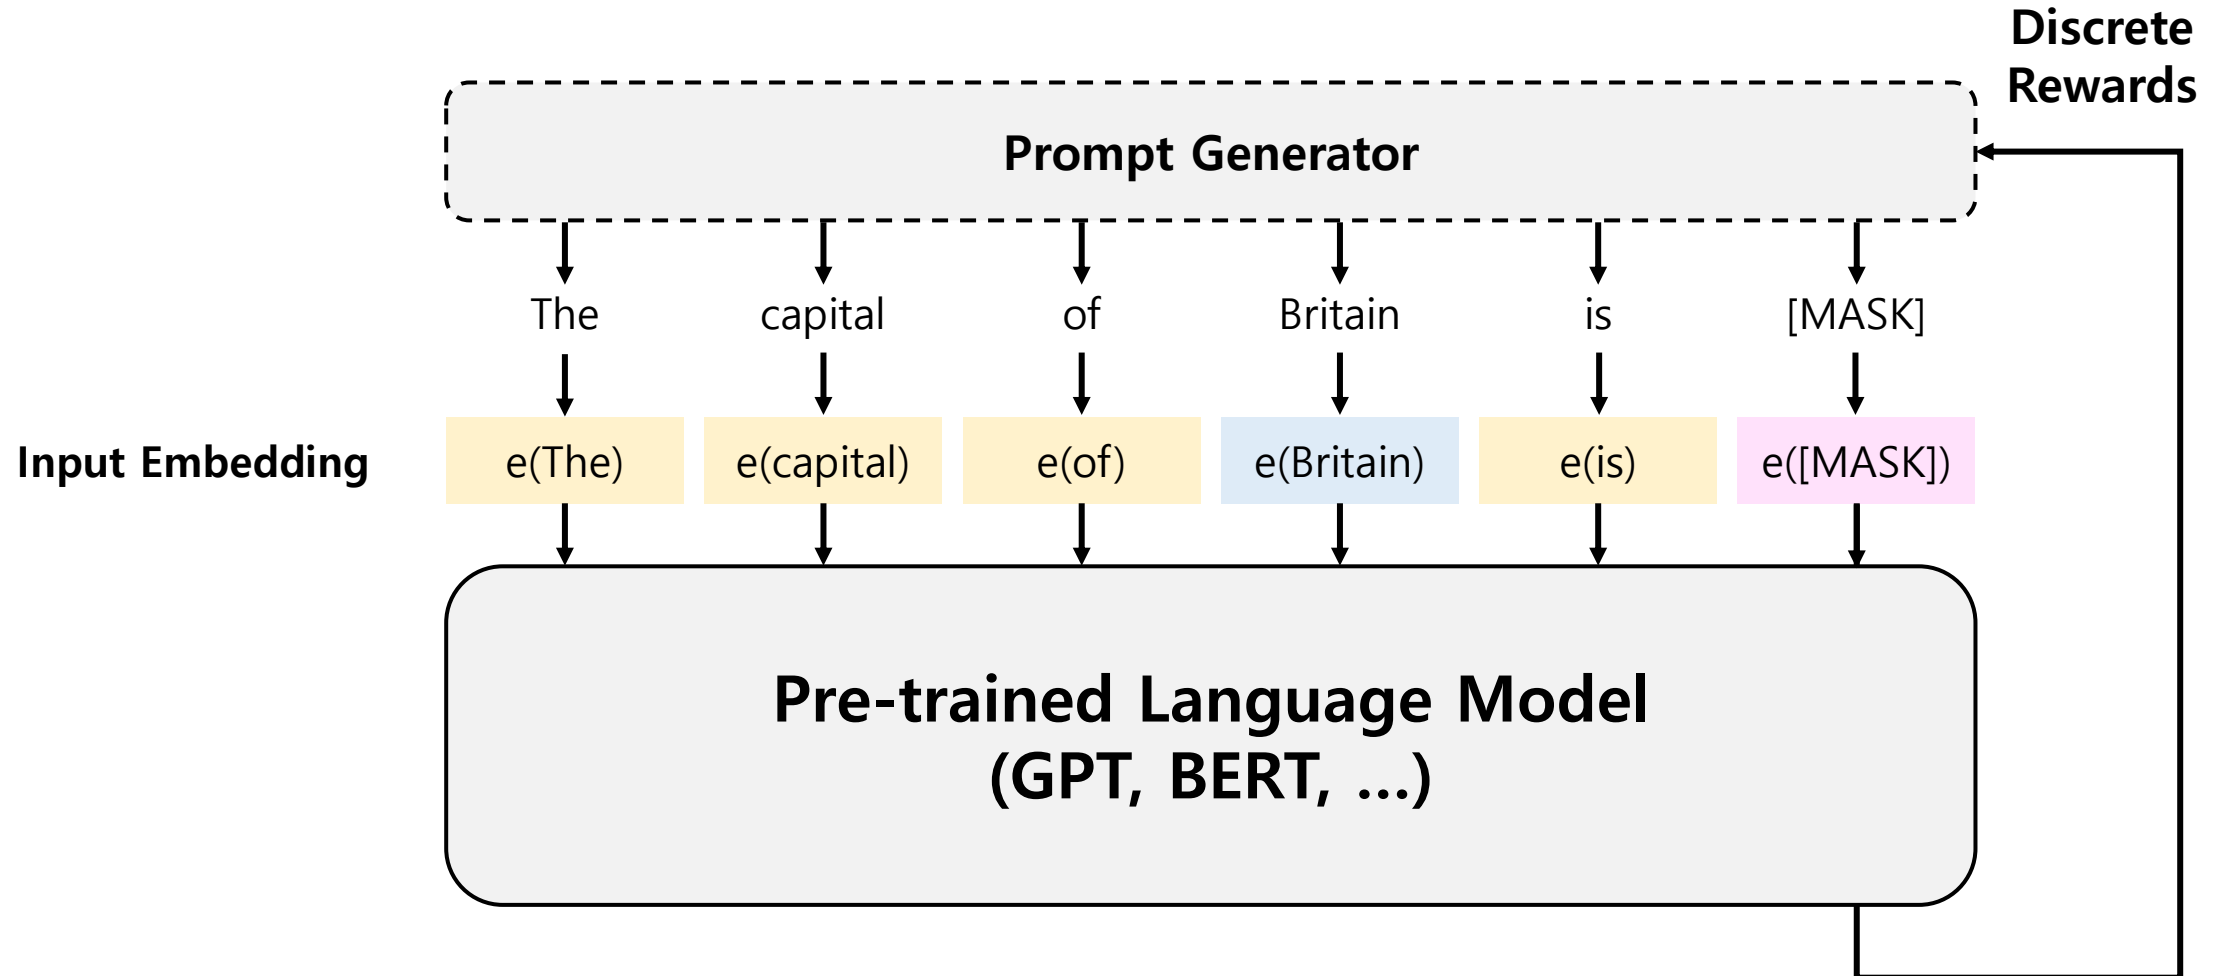 Discrete
Rewards
Prompt Generator
The capital of Britain is [MASK]
Input Embedding e(The) e(capital) e(of) e(Britain) e(is) e([MASK])
Pre-trained Language Model
(GPT, BERT, ...)